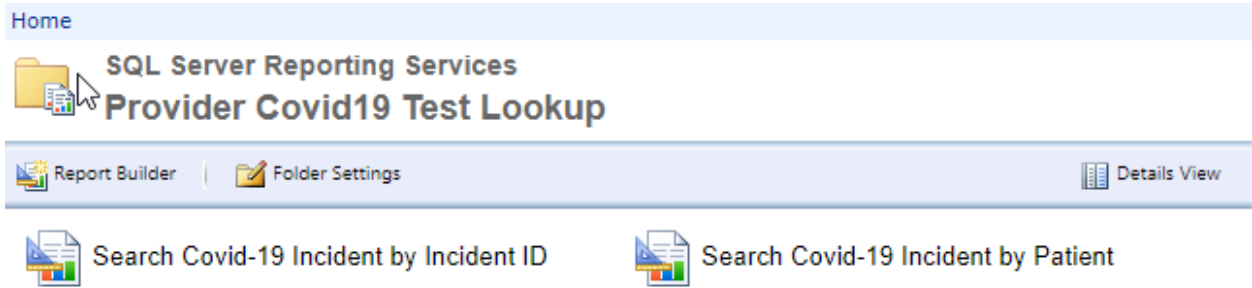 Home
SQL Server Reporting Services
Provider Covid19 Test Lookup
Report Builder | Folder Settings Details View
Search Covid-19 Incident by Incident ID Search Covid-19 Incident by Patient